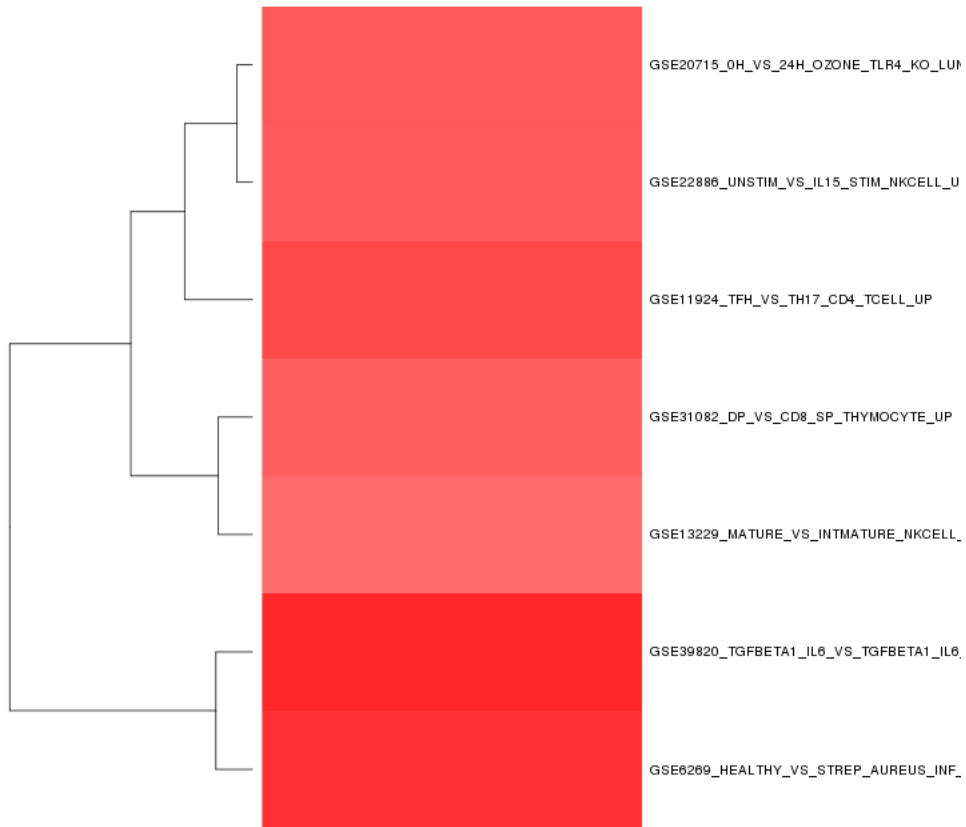 GSE20715_0H_VS_24H_OZONE_TLR4_KO_LUN
GSE22886_UNSTIM_VS_IL15_STIM_NKCELL_U
GSE11924_TFH_VS_TH17_CD4_TCELL_UP
GSE31082_DP_VS_CD8_SP_THYMOCYTE_UP
GSE13229_MATURE_VS_INTMATURE_NKCELL_
GSE39820_TGFBETA1_IL6_VS_TGFBETA1_IL6_
GSE6269_HEALTHY_VS_STREP_AUREUS_INF_